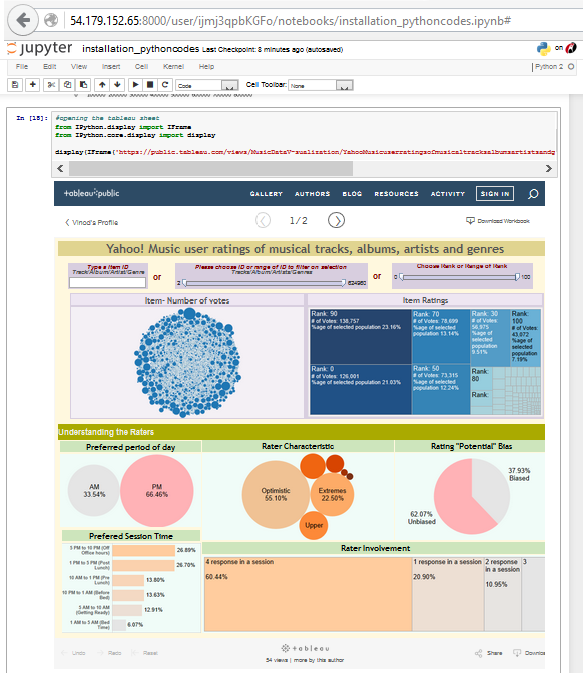 54.179.152.65:8000/user/jjmj3qpbKGFo/notebooks/installation_pythoncodes.ipynb#
jupyter installation_pythoncodes Last Checkpoint: 8 minutes ago (autosaved)
File Edit View Insert Cell Kernel Help
Python 2
Code Cell Toolbar: None
In [15]: #opening the tableau sheet
from IPython.display import IFrame
from IPython.core.display import display
display(IFrame('https://public.tableau.com/views/MusicDataV-sualization/YahooMusicuserratingsofmusicaltracksalbumsartistsandg
+ableau public GALLERY AUTHORS BLOG RESOURCES ACTIVITY SIGN IN
Vinod's Profile 1/2 Download Workbook
Yahoo! Music user ratings of musical tracks, albums, artists and genres
Type a Item ID
Track/Album/Artist/Genre
or
Please choose ID or range of ID to filter on selection
Track/Album/Artist/Genres
2 624960
or
Choose Rank or Range of Rank
0 100
Item- Number of votes
Item Ratings
Rank: 90
# of Votes: 138,757
%age of selected population 23.16%
Rank: 0
# of Votes: 126,001
%age of selected population 21.03%
Rank: 70
# of Votes: 78,699
%age of selected population 13.14%
Rank: 50
# of Votes: 73,315
%age of selected population 12.24%
Rank: 30
# of Votes:
56,975
%age of
selected
population
9.51%
Rank:
100
# of Votes:
43,072
%age of
selected
population
7.19%
Rank:
80
Rank:
Understanding the Raters
Preferred period of day
AM
33.54%
PM
66.46%
Rater Characteristic
Optimistic
55.10%
Extremes
22.50%
Upper
Rating "Potential" Bias
37.93%
Biased
62.07%
Unbiased
Prefered Session Time
5 PM to 10 PM (Off
Office hours)
26.89%
1 PM to 5 PM (Post
Lunch)
26.70%
10 AM to 1 PM (Pre
Lunch)
13.80%
10 PM to 1 AM (Before
Bed)
13.63%
5 AM to 10 AM
(Getting Ready)
12.91%
1 AM to 5 AM (Bed
Time)
6.07%
Rater Involvement
4 response in a session
60.44%
1 response in a session
20.90%
2 response
in a session
10.95%
3
Undo Redo Reset
+ableau
54 views | more by this author
Share Downloa